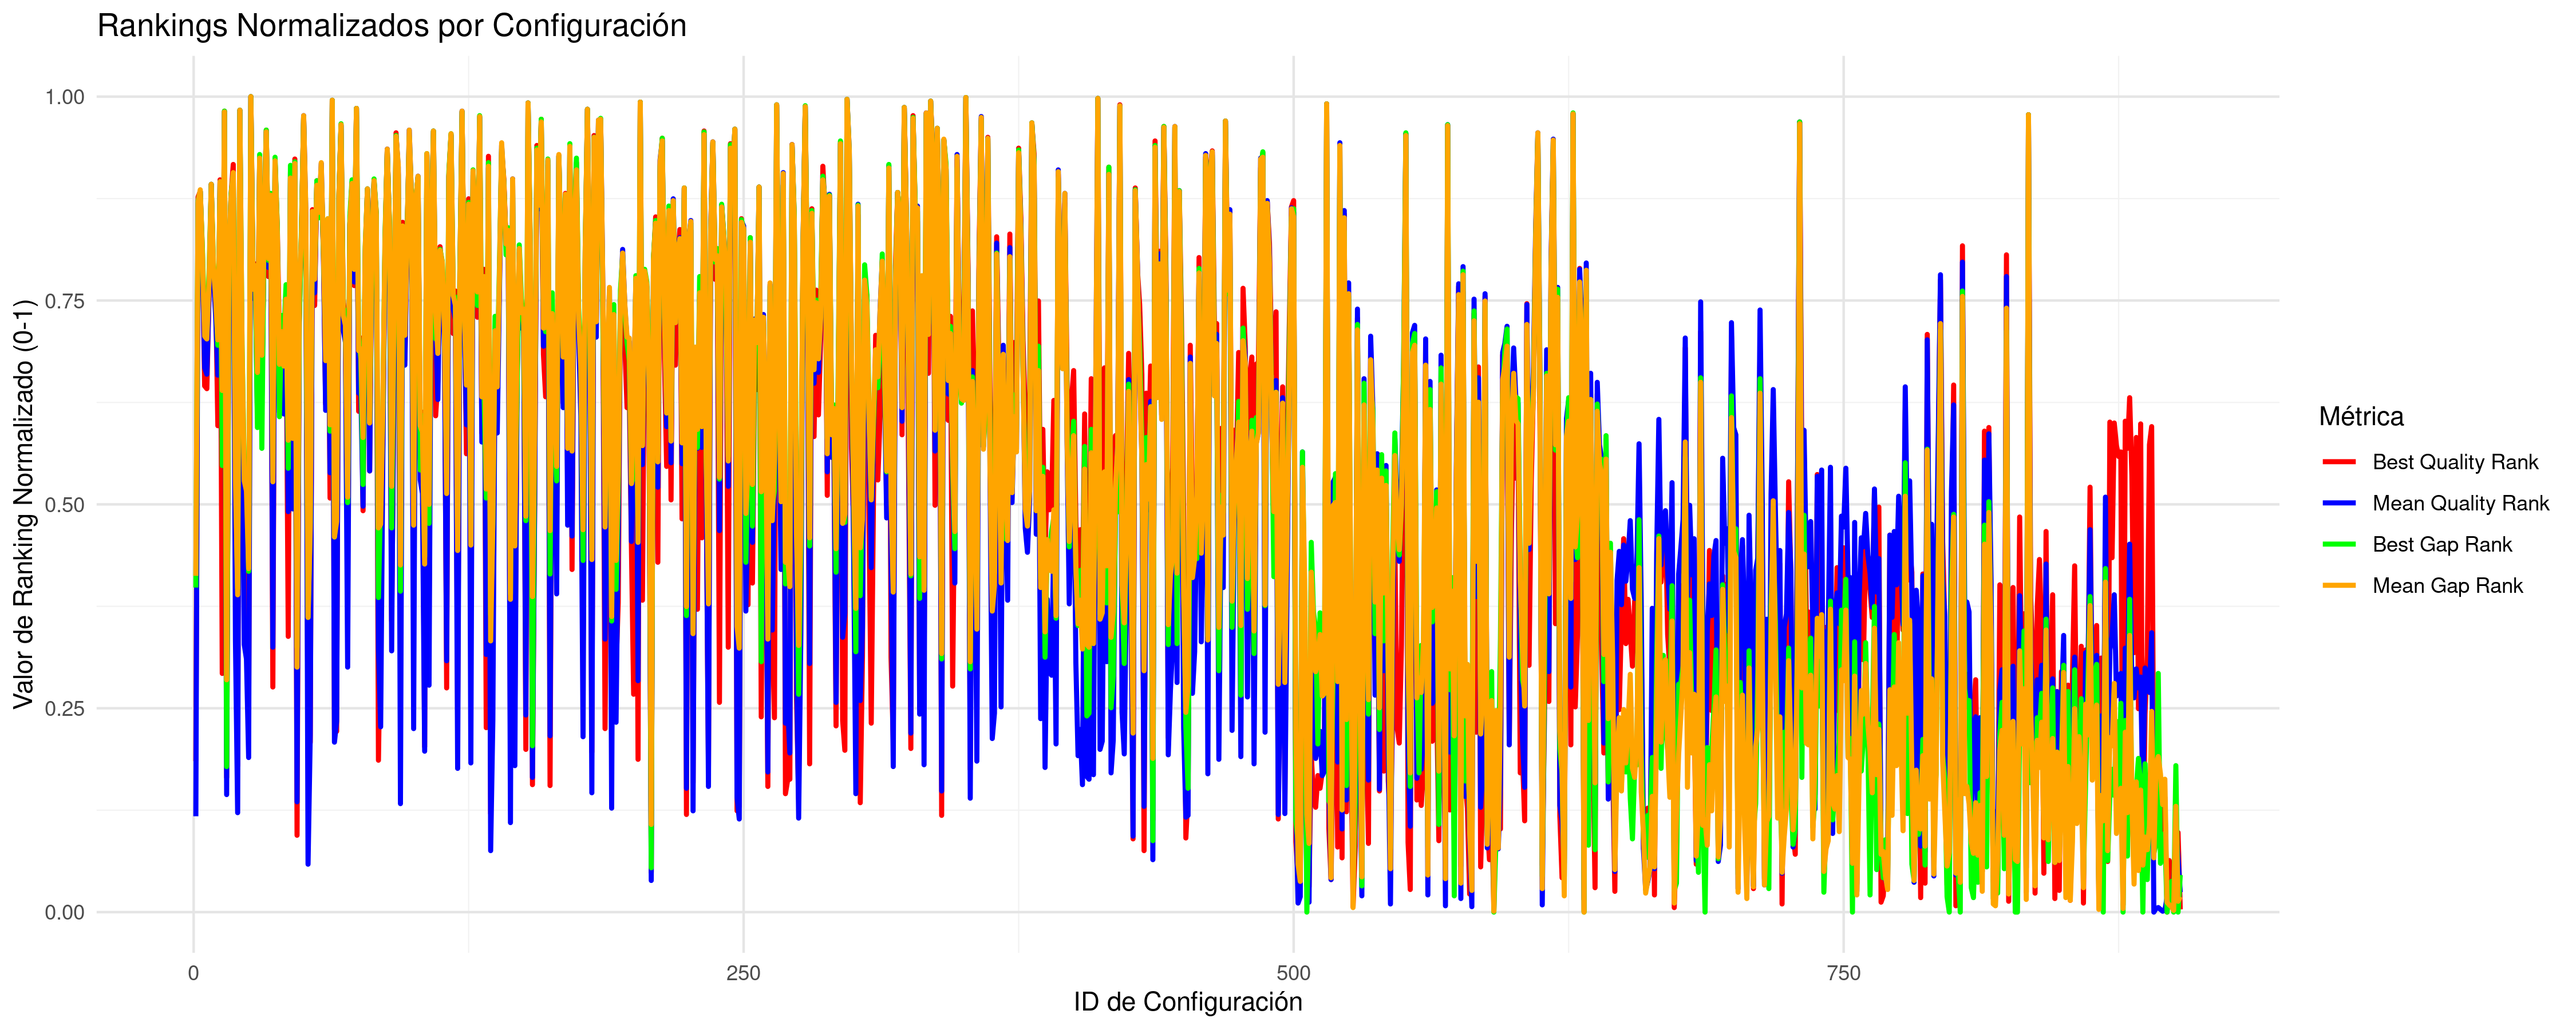 Rankings Normalizados por Configuración
Valor de Ranking Normalizado (0-1)
1.00
0.75
0.50
0.25
0.00
0
250
500
750
ID de Configuración
Métrica
Best Quality Rank
Mean Quality Rank
Best Gap Rank
Mean Gap Rank